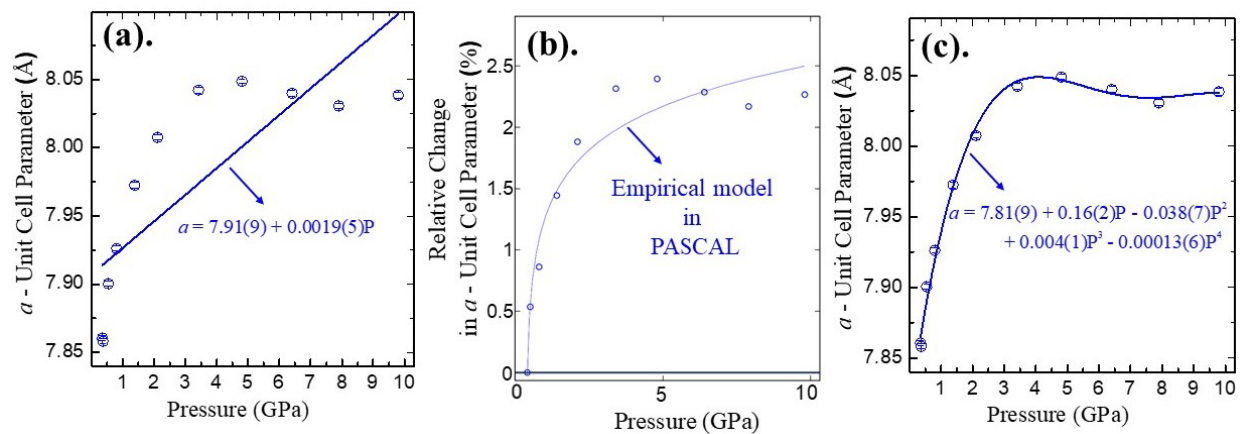 (a).
a - Unit Cell Parameter (Å)
8.05
8.00
7.95
7.90
7.85
a = 7.91(9) + 0.0019(5)P
1 2 3 4 5 6 7 8 9 10
Pressure (GPa)
(b).
Relative Change
in a - Unit Cell Parameter (%)
2.5
2
1.5
1
0.5
0
Empirical model
in
PASCAL
0 5 10
Pressure (GPa)
(c).
a - Unit Cell Parameter (Å)
8.05
8.00
7.95
7.90
7.85
a = 7.81(9) + 0.16(2)P - 0.038(7)P²
+ 0.004(1)P³ - 0.00013(6)P⁴
1 2 3 4 5 6 7 8 9 10
Pressure (GPa)